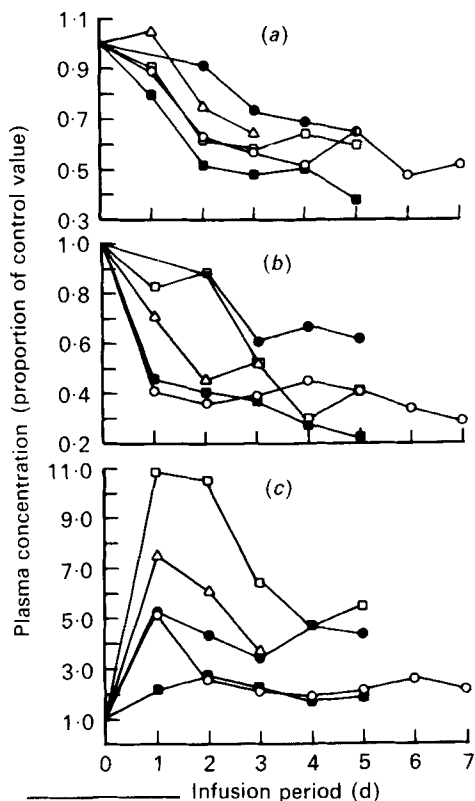 1·1
(a)
0·9
0·7
0·5
0·3
1·0
(b)
0·8
0·6
0·4
0·2
11·0
(c)
9·0
7·0
5·0
3·0
1·0
0 1 2 3 4 5 6 7
Infusion period (d)
Plasma concentration (proportion of control value)